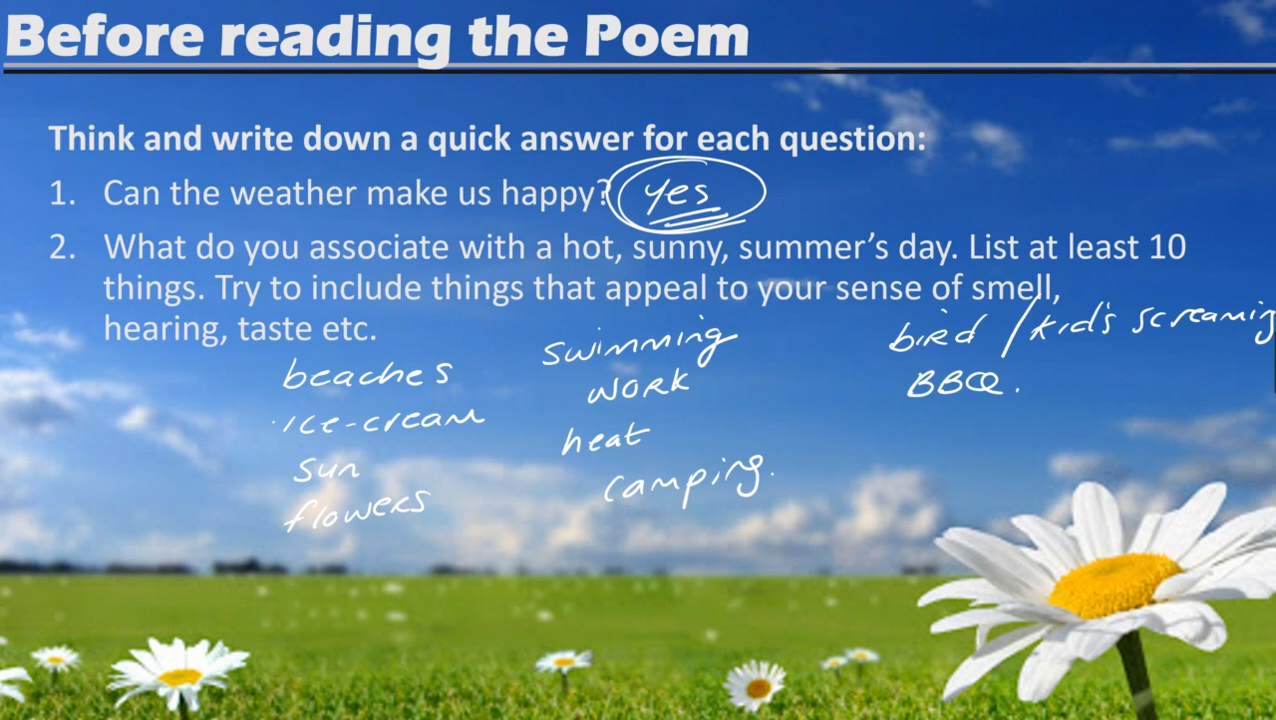 Before reading the Poem
Think and write down a quick answer for each question:
1. Can the weather make us happy? yes
2. What do you associate with a hot, sunny, summer's day. List at least 10
things. Try to include things that appeal to your sense of smell,
hearing, taste etc.
beaches
ice-cream
sun
flowers
swimming
work
heat
camping.
bird / kid's screaming
BBQ.